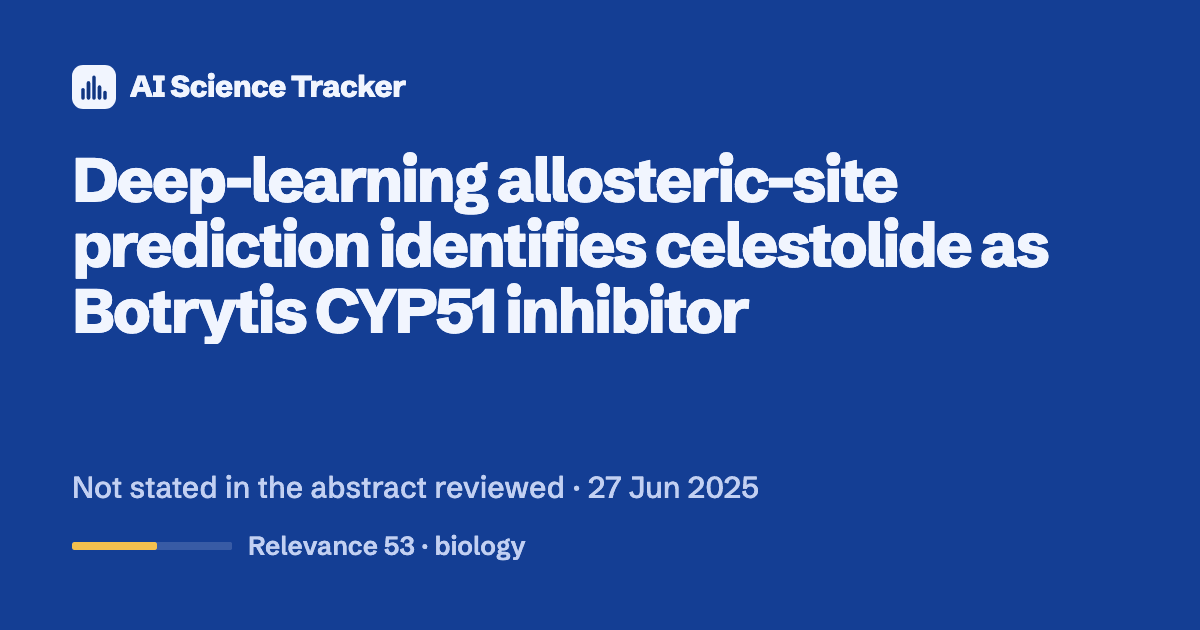 AI Science Tracker
Deep-learning allosteric-site
prediction identifies celestolide as
Botrytis CYP51 inhibitor
Not stated in the abstract reviewed · 27 Jun 2025
Relevance 53 · biology